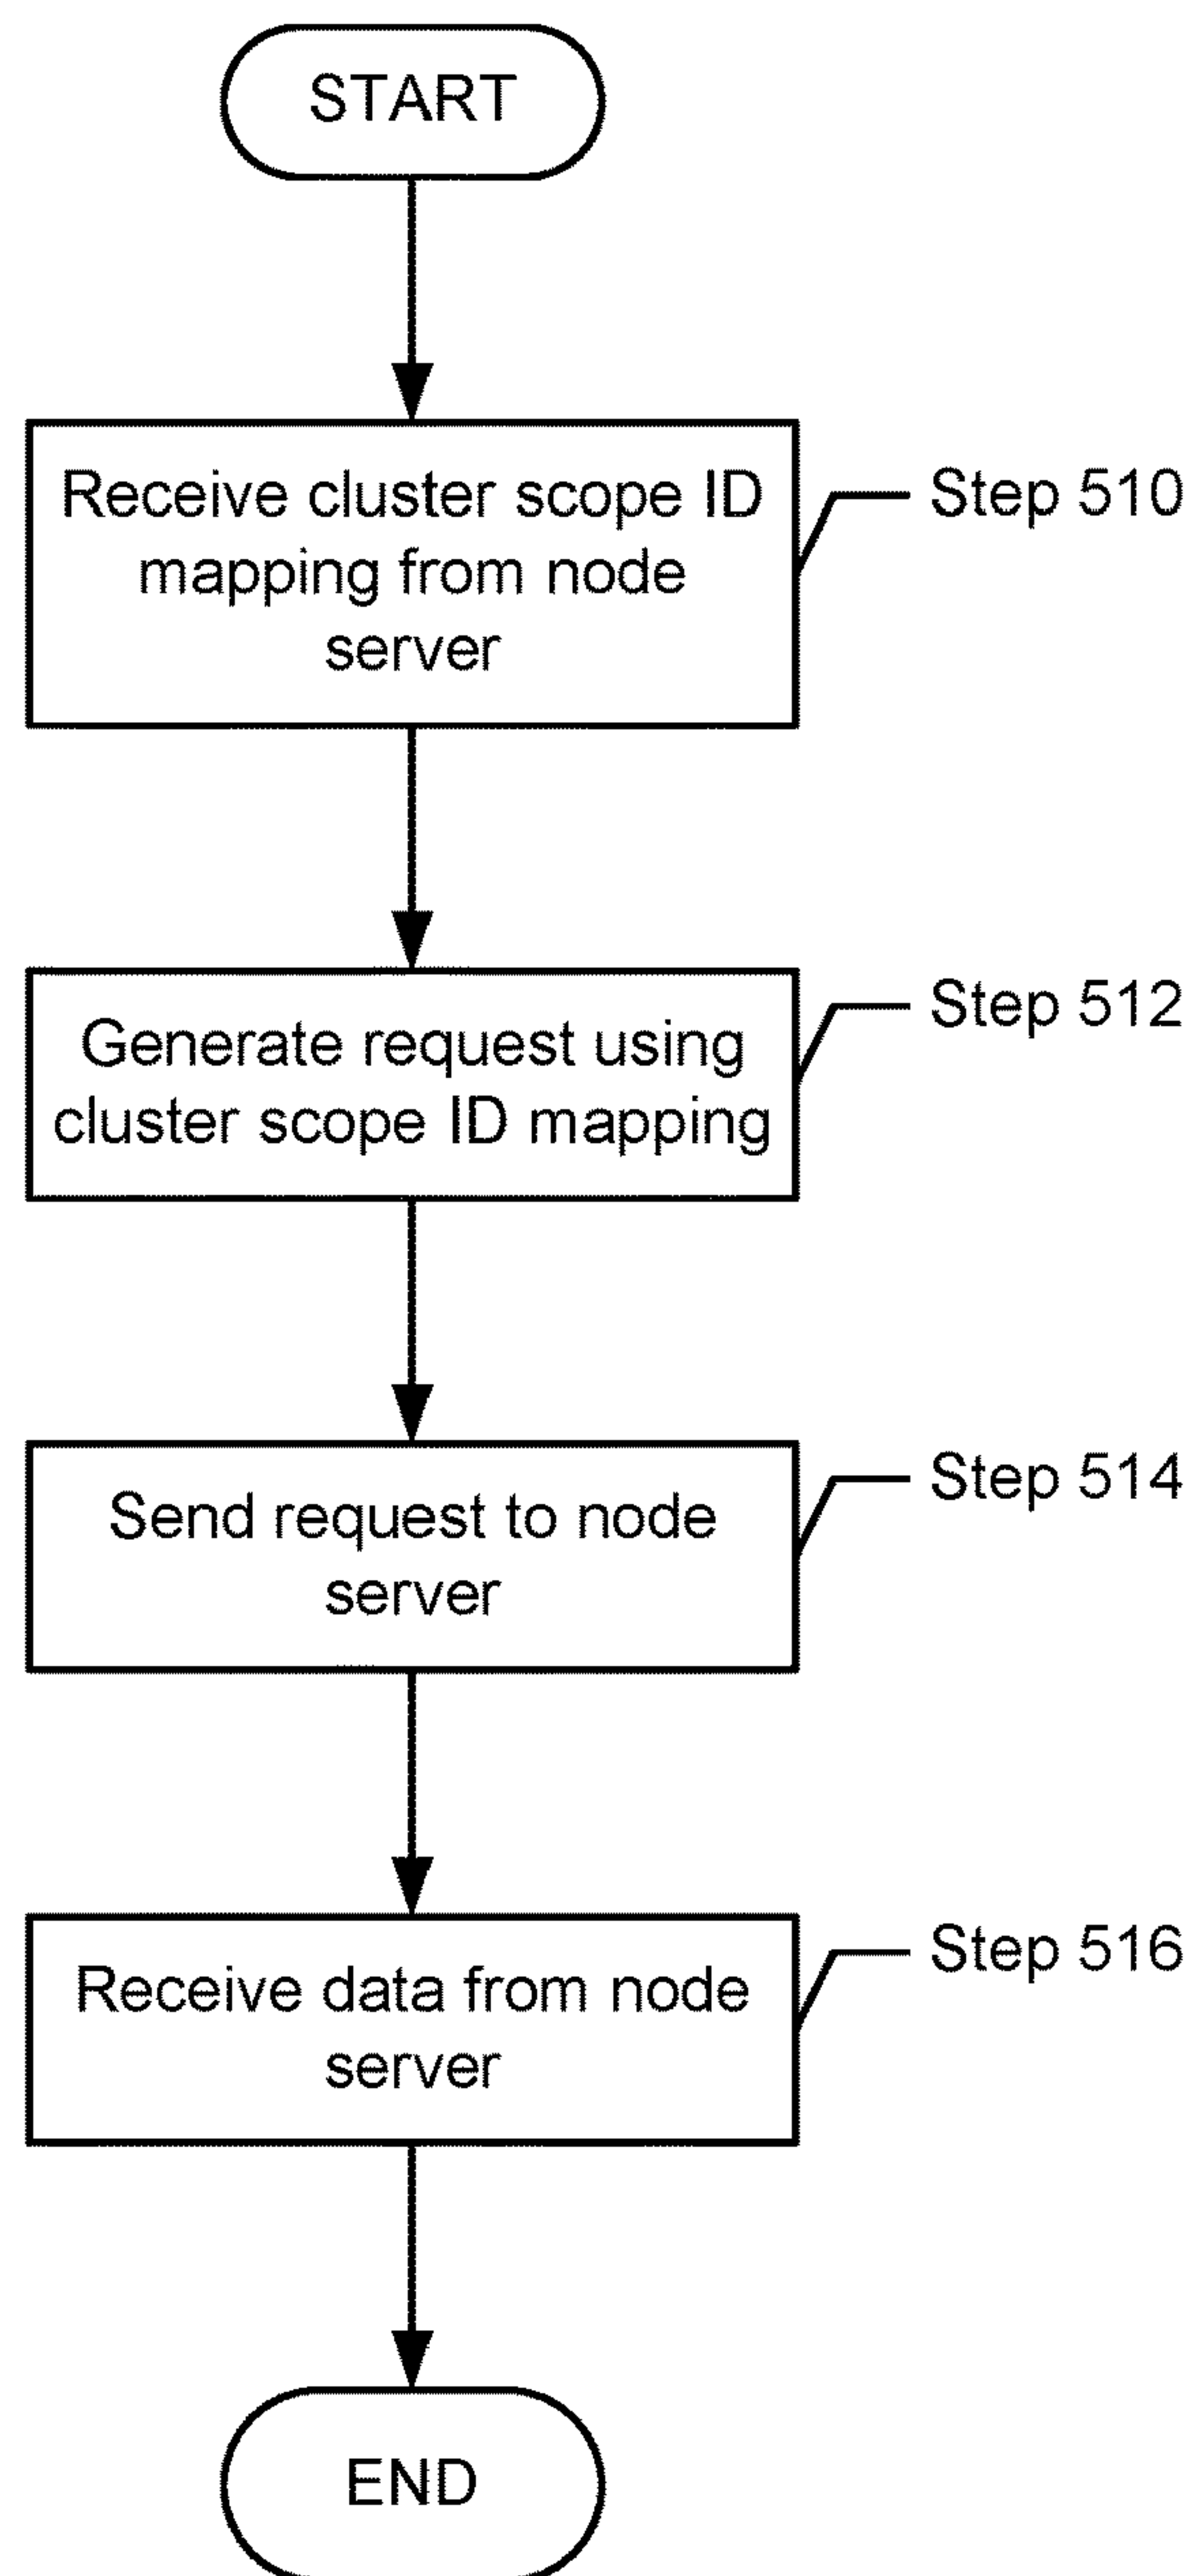 START
Receive cluster scope ID
mapping from node
server
Step 510
Generate request using
cluster scope ID mapping
Step 512
Send request to node
server
Step 514
Receive data from node
server
Step 516
END